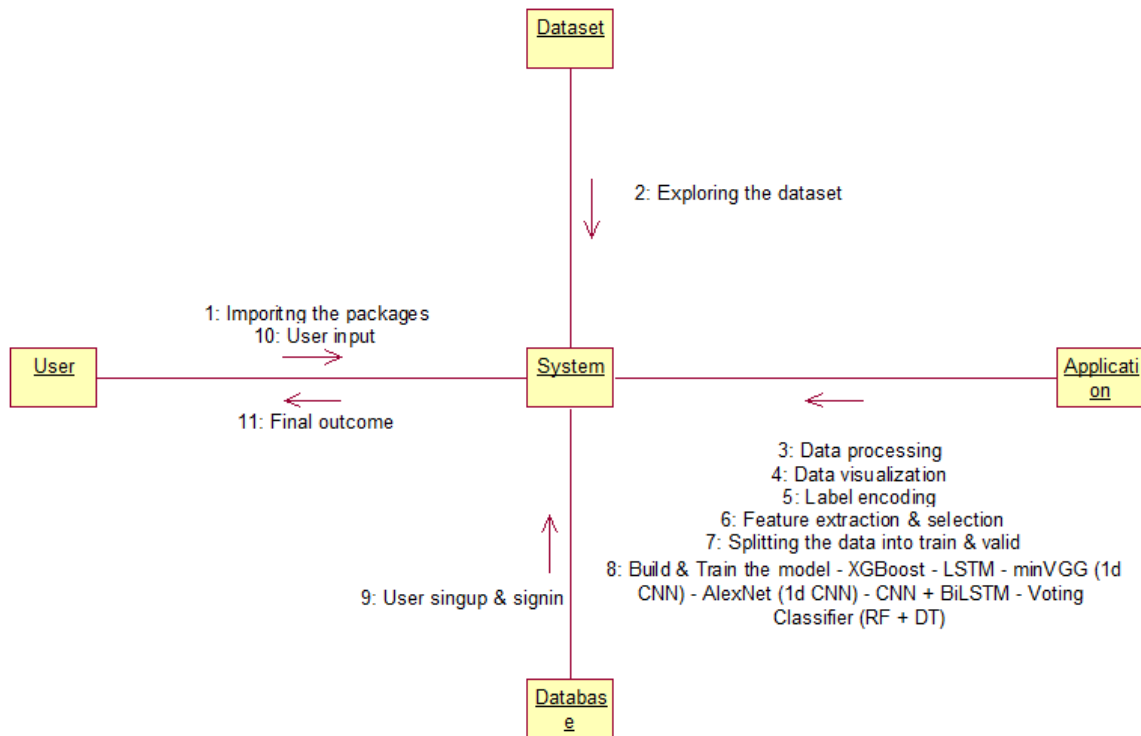 Dataset
2: Exploring the dataset
1: Imporitng the packages
10: User input
User
System
Applicati
on
11: Final outcome
3: Data processing
4: Data visualization
5: Label encoding
6: Feature extraction & selection
7: Splitting the data into train & valid
8: Build & Train the model - XGBoost - LSTM - minVGG (1d
CNN) - AlexNet (1d CNN) - CNN + BiLSTM - Voting
Classifier (RF + DT)
9: User singup & signin
Databas
e